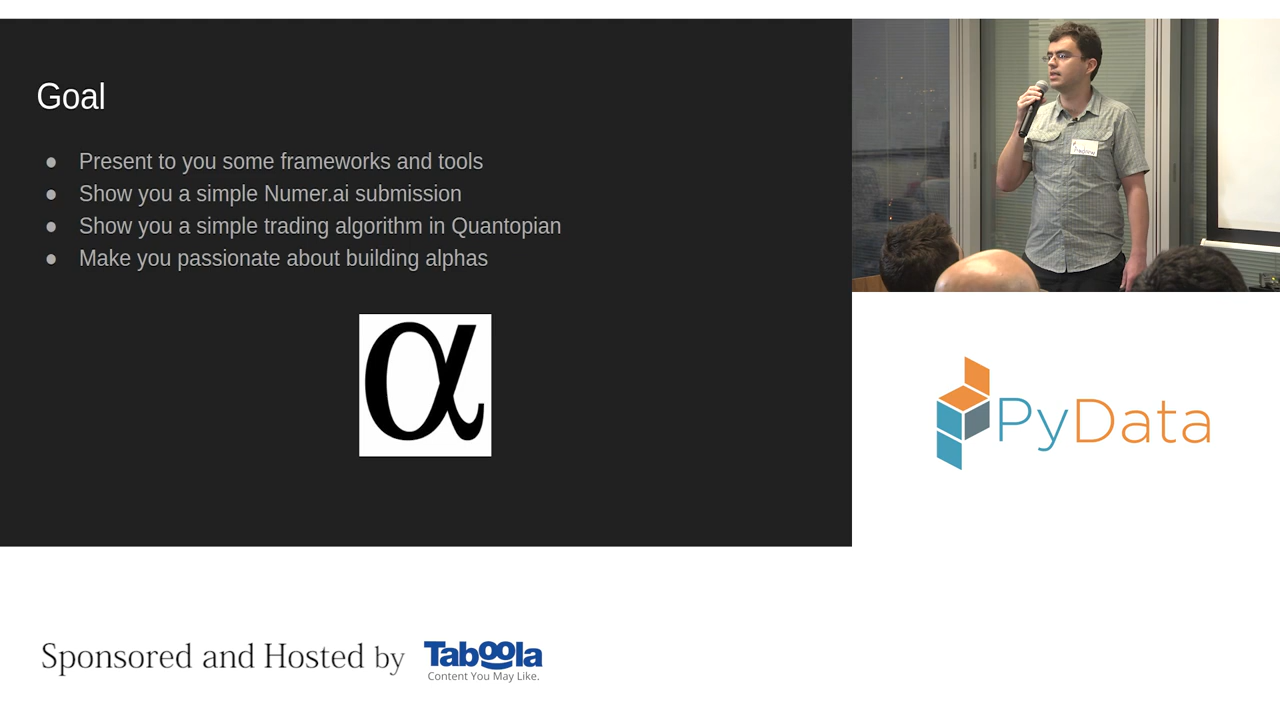 Goal
● Present to you some frameworks and tools
● Show you a simple Numer.ai submission
● Show you a simple trading algorithm in Quantopian
● Make you passionate about building alphas
α
PyData
Sponsored and Hosted by Taboola
Content You May Like.